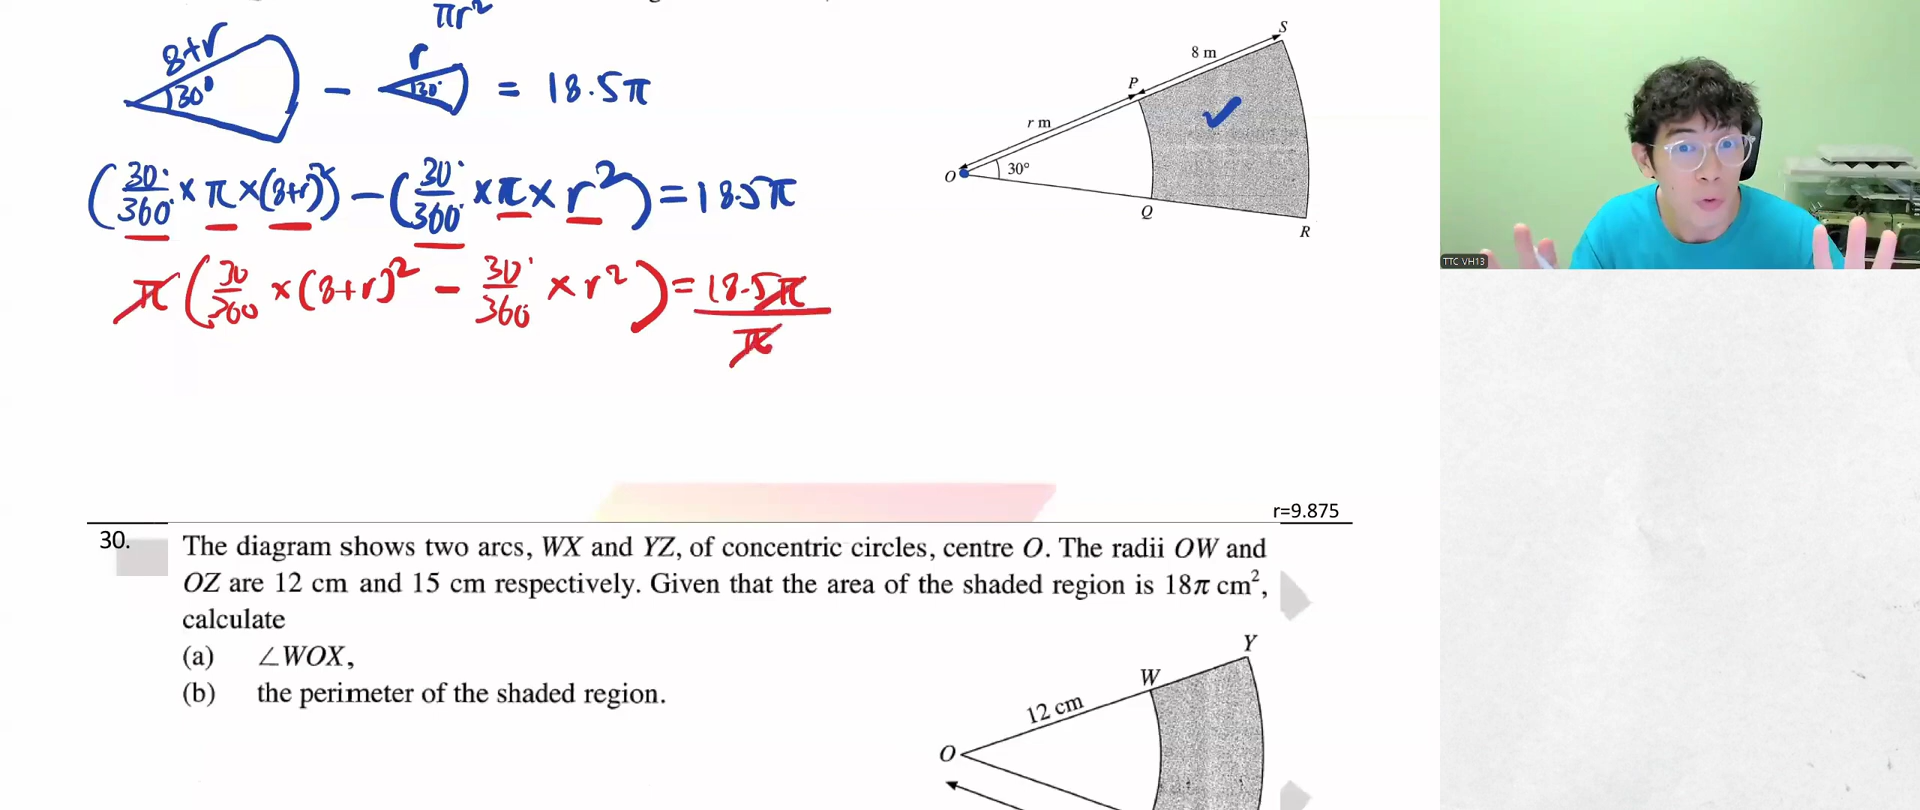 πr²
8+r
30°
−
r
30°
= 18.5π
(30°/360° × π × (8+r)²) − (30°/360° × π × r²) = 18.5π
π(30/360 × (8+r)² − 30°/360° × r²) = 18.5π/π
S
8 m
P
r m
O
30°
Q
R
TTC VH13
r=9.875
30.
The diagram shows two arcs, WX and YZ, of concentric circles, centre O. The radii OW and
OZ are 12 cm and 15 cm respectively. Given that the area of the shaded region is 18π cm²,
calculate
(a) ∠WOX,
(b) the perimeter of the shaded region.
Y
W
12 cm
O